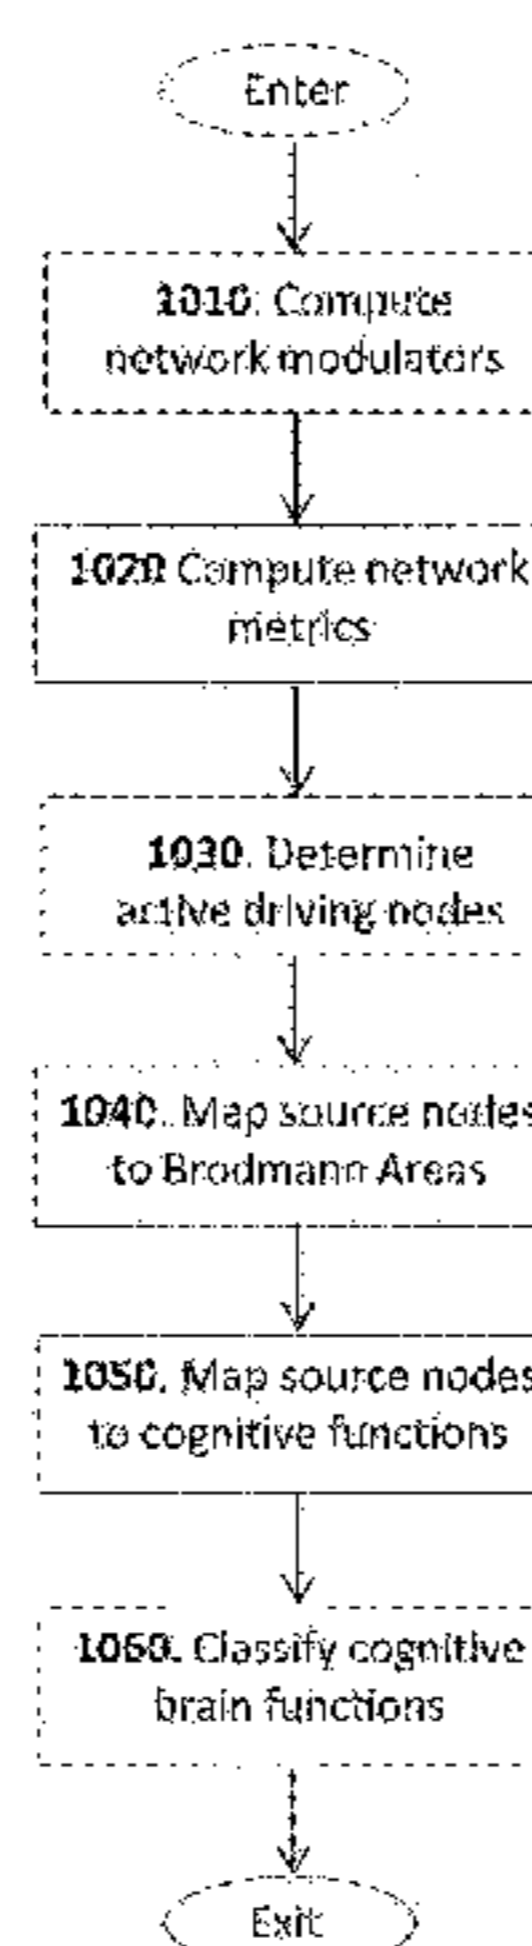 Enter
1010. Compute
network modulators
1020 Compute network
metrics
1030. Determine
active driving nodes
1040. Map source nodes
to Brodmann Areas
1050. Map source nodes
to cognitive functions
1060. Classify cognitive
brain functions
Exit